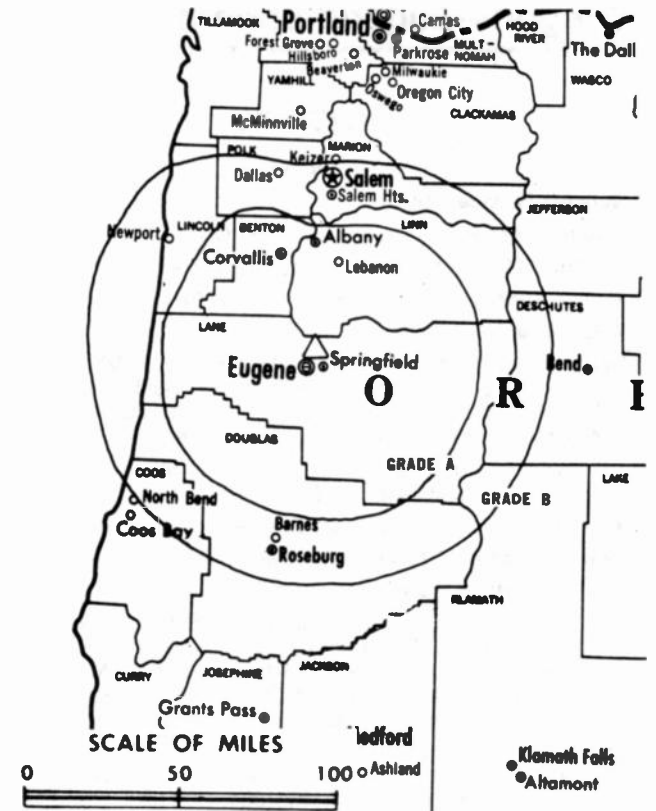 TILLAMOOK
Portland
Camas
HOOD RIVER
Forest Grove
Hillsboro
Beaverton
Parkrose
MULT-NOMAH
The Dall
YAMHILL
Milwaukie
Oswego
Oregon City
WASCO
McMinnville
CLACKAMAS
POLK
MARION
Keizer
Dallas
Salem
Salem Hts.
JEFFERSON
Newport
LINCOLN
BENTON
LINN
Albany
Corvallis
Lebanon
DESCHUTES
LANE
Eugene
Springfield
Bend
O R
DOUGLAS
GRADE A
COOS
LAKE
North Bend
GRADE B
Coos Bay
Barnes
Roseburg
KLAMATH
CURRY
JOSEPHINE
JACKSON
Grants Pass
SCALE OF MILES
edford
Klamath Falls
0 50 100
Ashland
Altamont